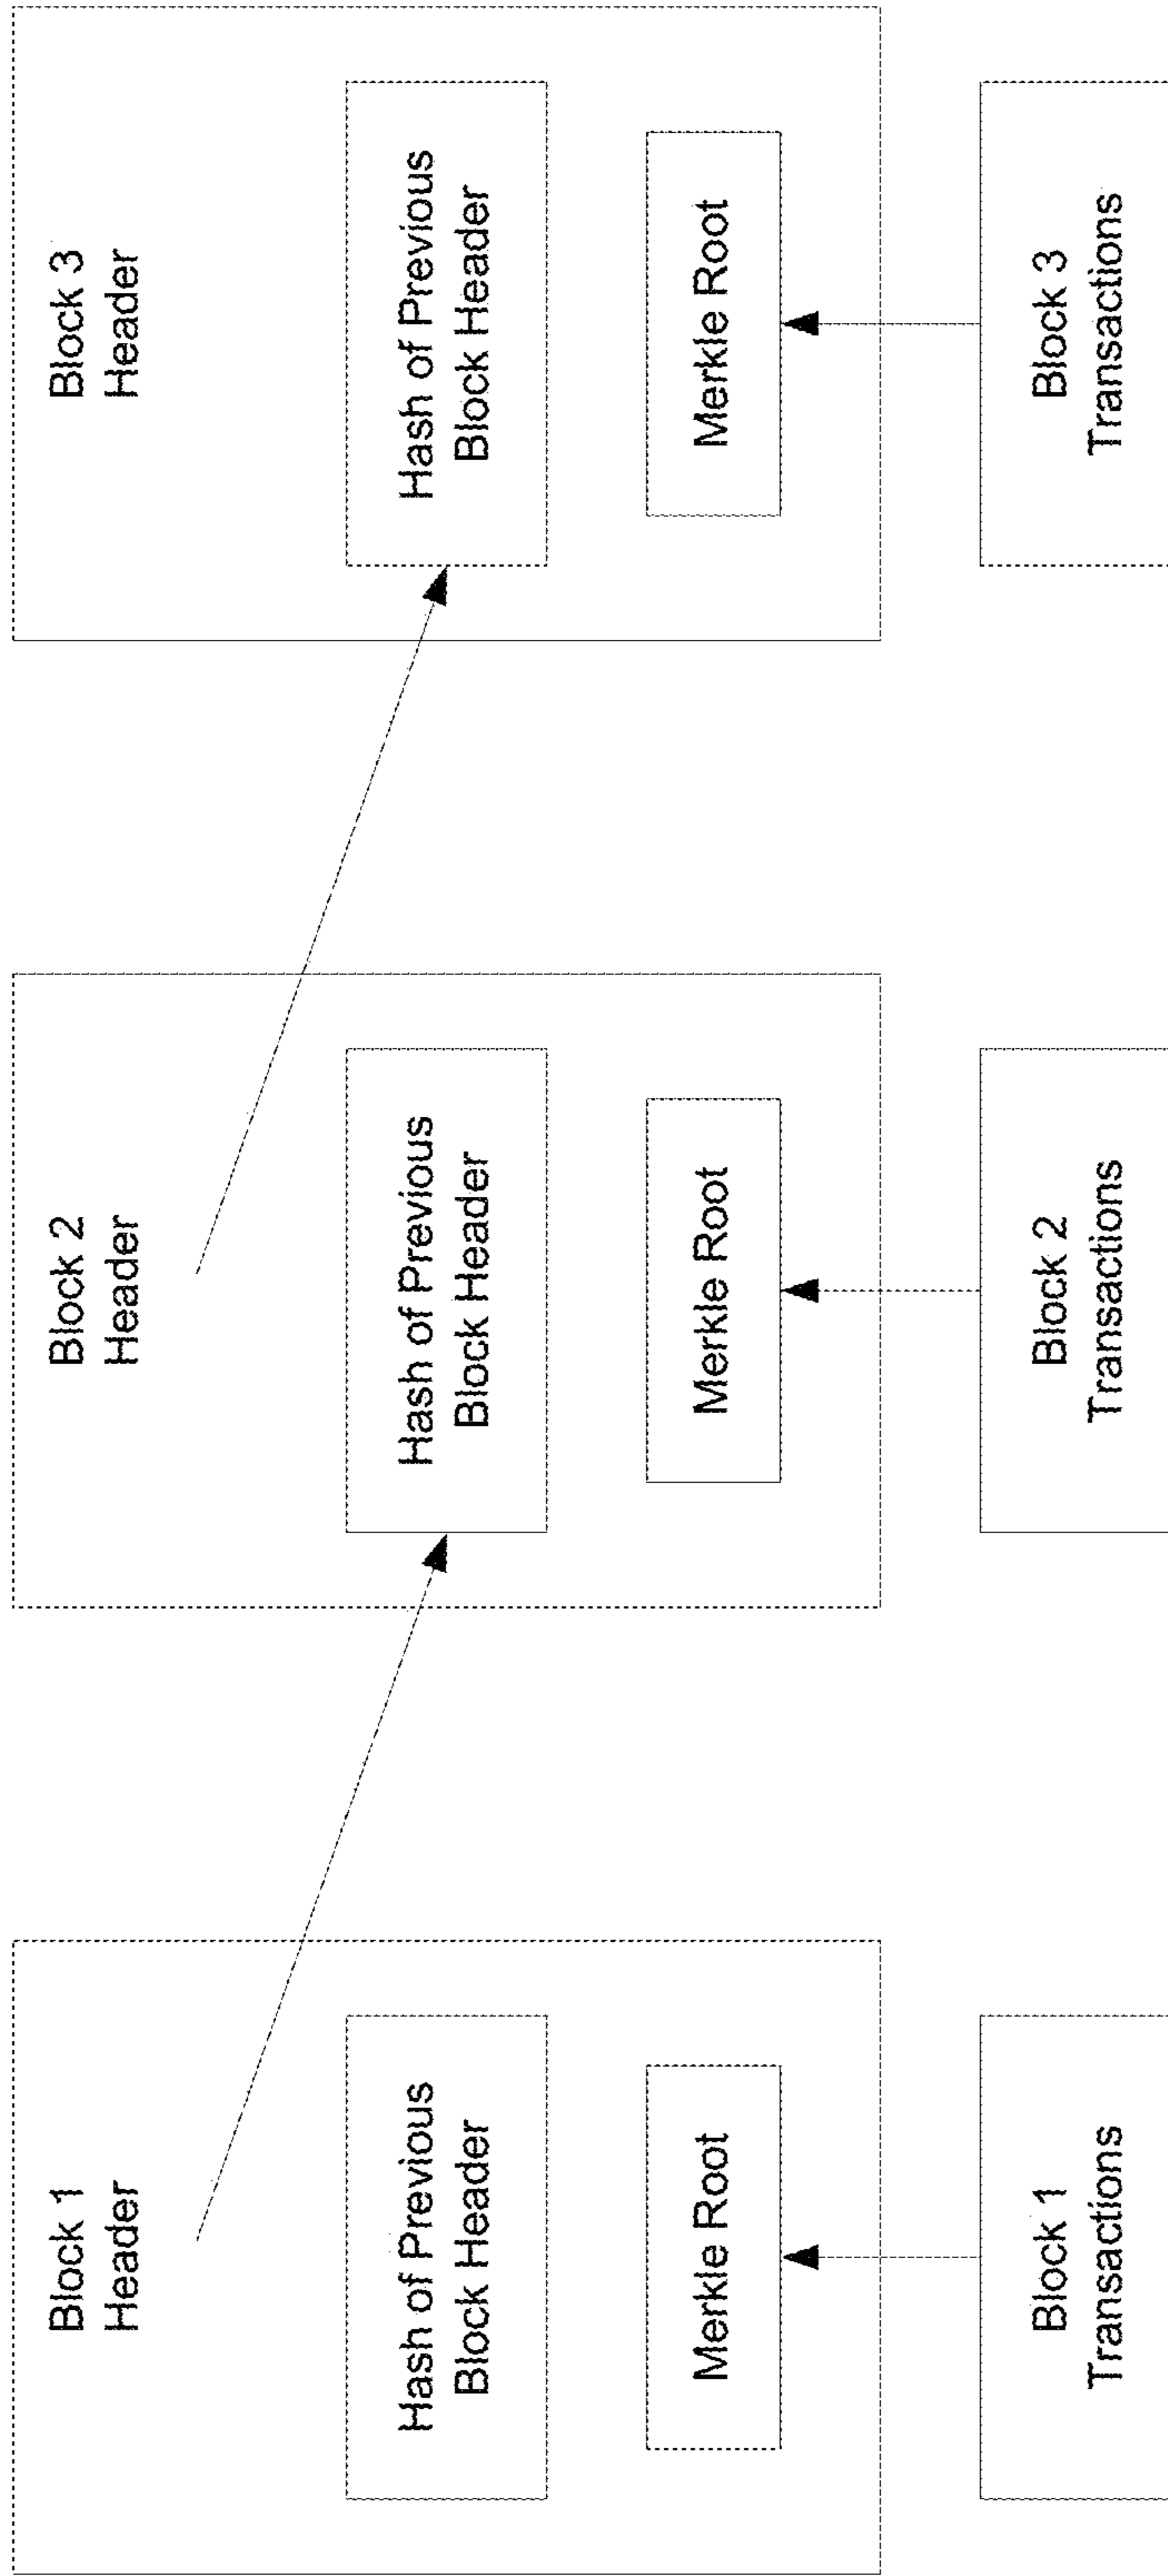 Block 1
Header
Hash of Previous
Block Header
Merkle Root
Block 1
Transactions
Block 2
Header
Hash of Previous
Block Header
Merkle Root
Block 2
Transactions
Block 3
Header
Hash of Previous
Block Header
Merkle Root
Block 3
Transactions